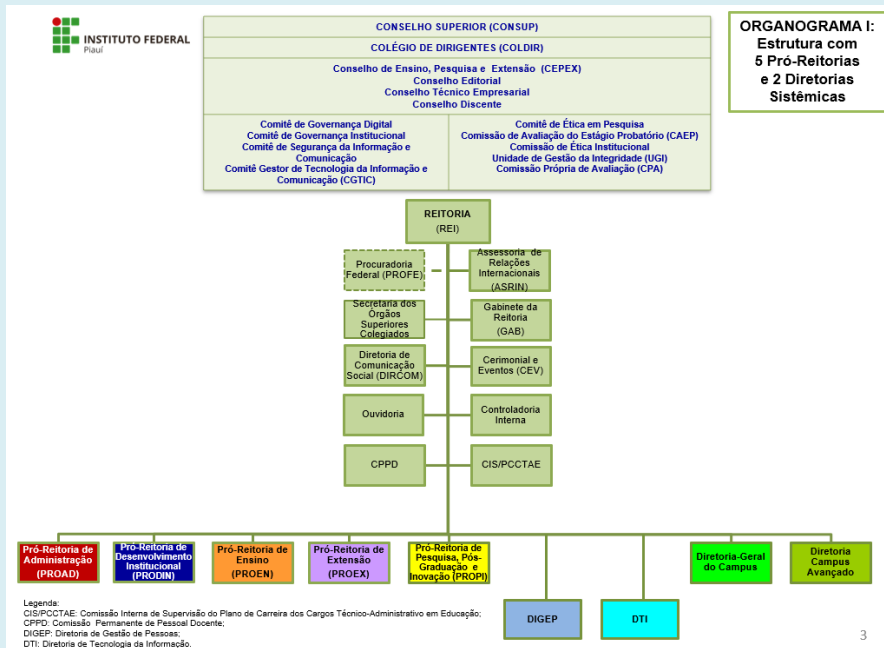 INSTITUTO FEDERAL
Piauí
CONSELHO SUPERIOR (CONSUP)
COLÉGIO DE DIRIGENTES (COLDIR)
Conselho de Ensino, Pesquisa e Extensão (CEPEX)
Conselho Editorial
Conselho Técnico Empresarial
Conselho Discente
Comitê de Governança Digital
Comitê de Governança Institucional
Comitê de Segurança da Informação e
Comunicação
Comitê Gestor de Tecnologia da Informação e
Comunicação (CGTIC)
Comitê de Ética em Pesquisa
Comissão de Avaliação do Estágio Probatório (CAEP)
Comissão de Ética Institucional
Unidade de Gestão da Integridade (UGI)
Comissão Própria de Avaliação (CPA)
ORGANOGRAMA I:
Estrutura com
5 Pró-Reitorias
e 2 Diretorias
Sistêmicas
REITORIA
(REI)
Procuradoria
Federal (PROFE)
Assessoria de
Relações
Internacionais
(ASRIN)
Secretaria dos
Órgãos
Superiores
Colegiados
Gabinete da
Reitoria
(GAB)
Diretoria de
Comunicação
Social (DIRCOM)
Cerimonial e
Eventos (CEV)
Ouvidoria
Controladoria
Interna
CPPD
CIS/PCCTAE
Pró-Reitoria de
Administração
(PROAD)
Pró-Reitoria de
Desenvolvimento
Institucional
(PRODIN)
Pró-Reitoria de
Ensino
(PROEN)
Pró-Reitoria de
Extensão
(PROEX)
Pró-Reitoria de
Pesquisa, Pós-
Graduação e
Inovação (PROPI)
Diretoria-Geral
do Campus
Diretoria
Campus
Avançado
DIGEP
DTI
Legenda:
CIS/PCCTAE: Comissão Interna de Supervisão do Plano de Carreira dos Cargos Técnico-Administrativo em Educação;
CPPD: Comissão Permanente de Pessoal Docente;
DIGEP: Diretoria de Gestão de Pessoas;
DTI: Diretoria de Tecnologia da Informação.
3